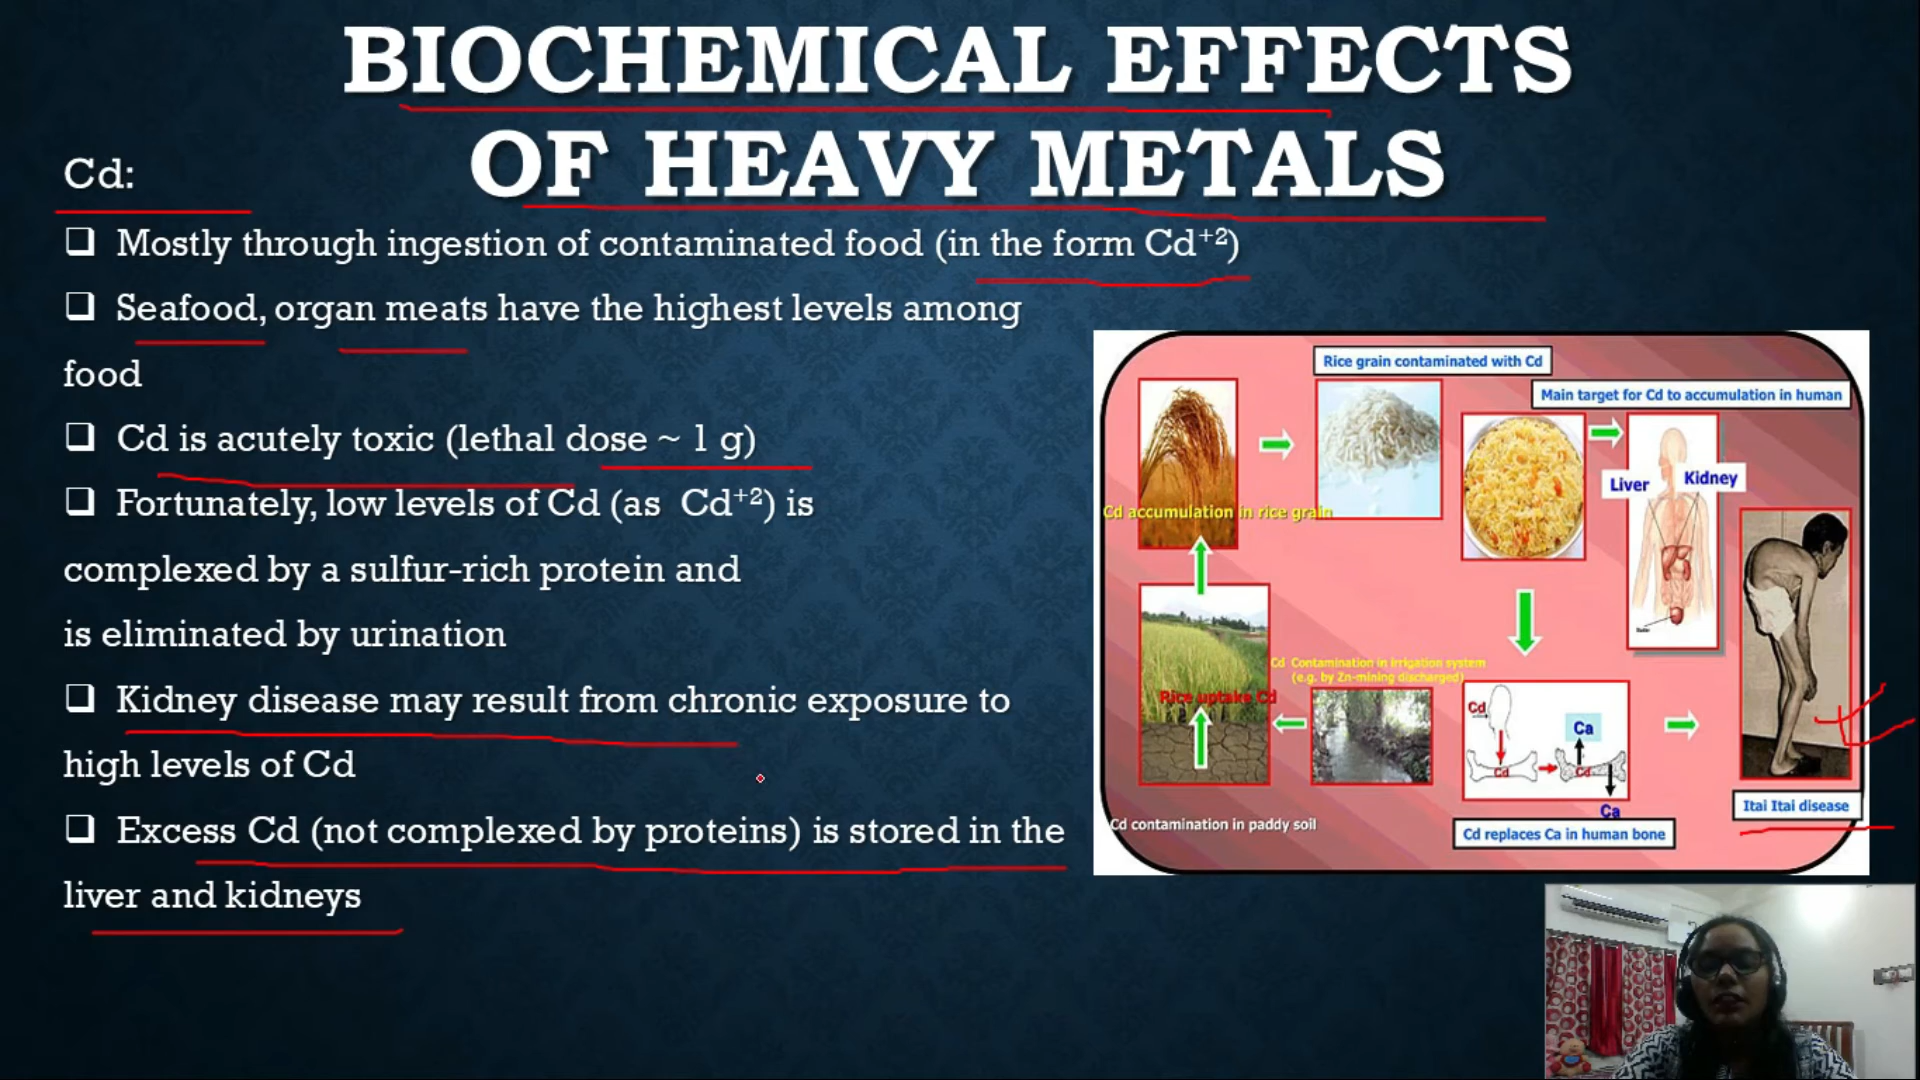 BIOCHEMICAL EFFECTS
OF HEAVY METALS
Cd:
❑ Mostly through ingestion of contaminated food (in the form Cd⁺²)
❑ Seafood, organ meats have the highest levels among
food
❑ Cd is acutely toxic (lethal dose ~ 1 g)
❑ Fortunately, low levels of Cd (as Cd⁺²) is
complexed by a sulfur-rich protein and
is eliminated by urination
❑ Kidney disease may result from chronic exposure to
high levels of Cd
❑ Excess Cd (not complexed by proteins) is stored in the
liver and kidneys
Rice grain contaminated with Cd
Main target for Cd to accumulation in human
Liver
Kidney
Cd accumulation in rice grain
Cd Contamination in irrigation system
(e.g. by Zn-mining discharged)
Rice uptake Cd
Cd
Ca
Cd
Cd
Ca
Itai Itai disease
Cd contamination in paddy soil
Cd replaces Ca in human bone